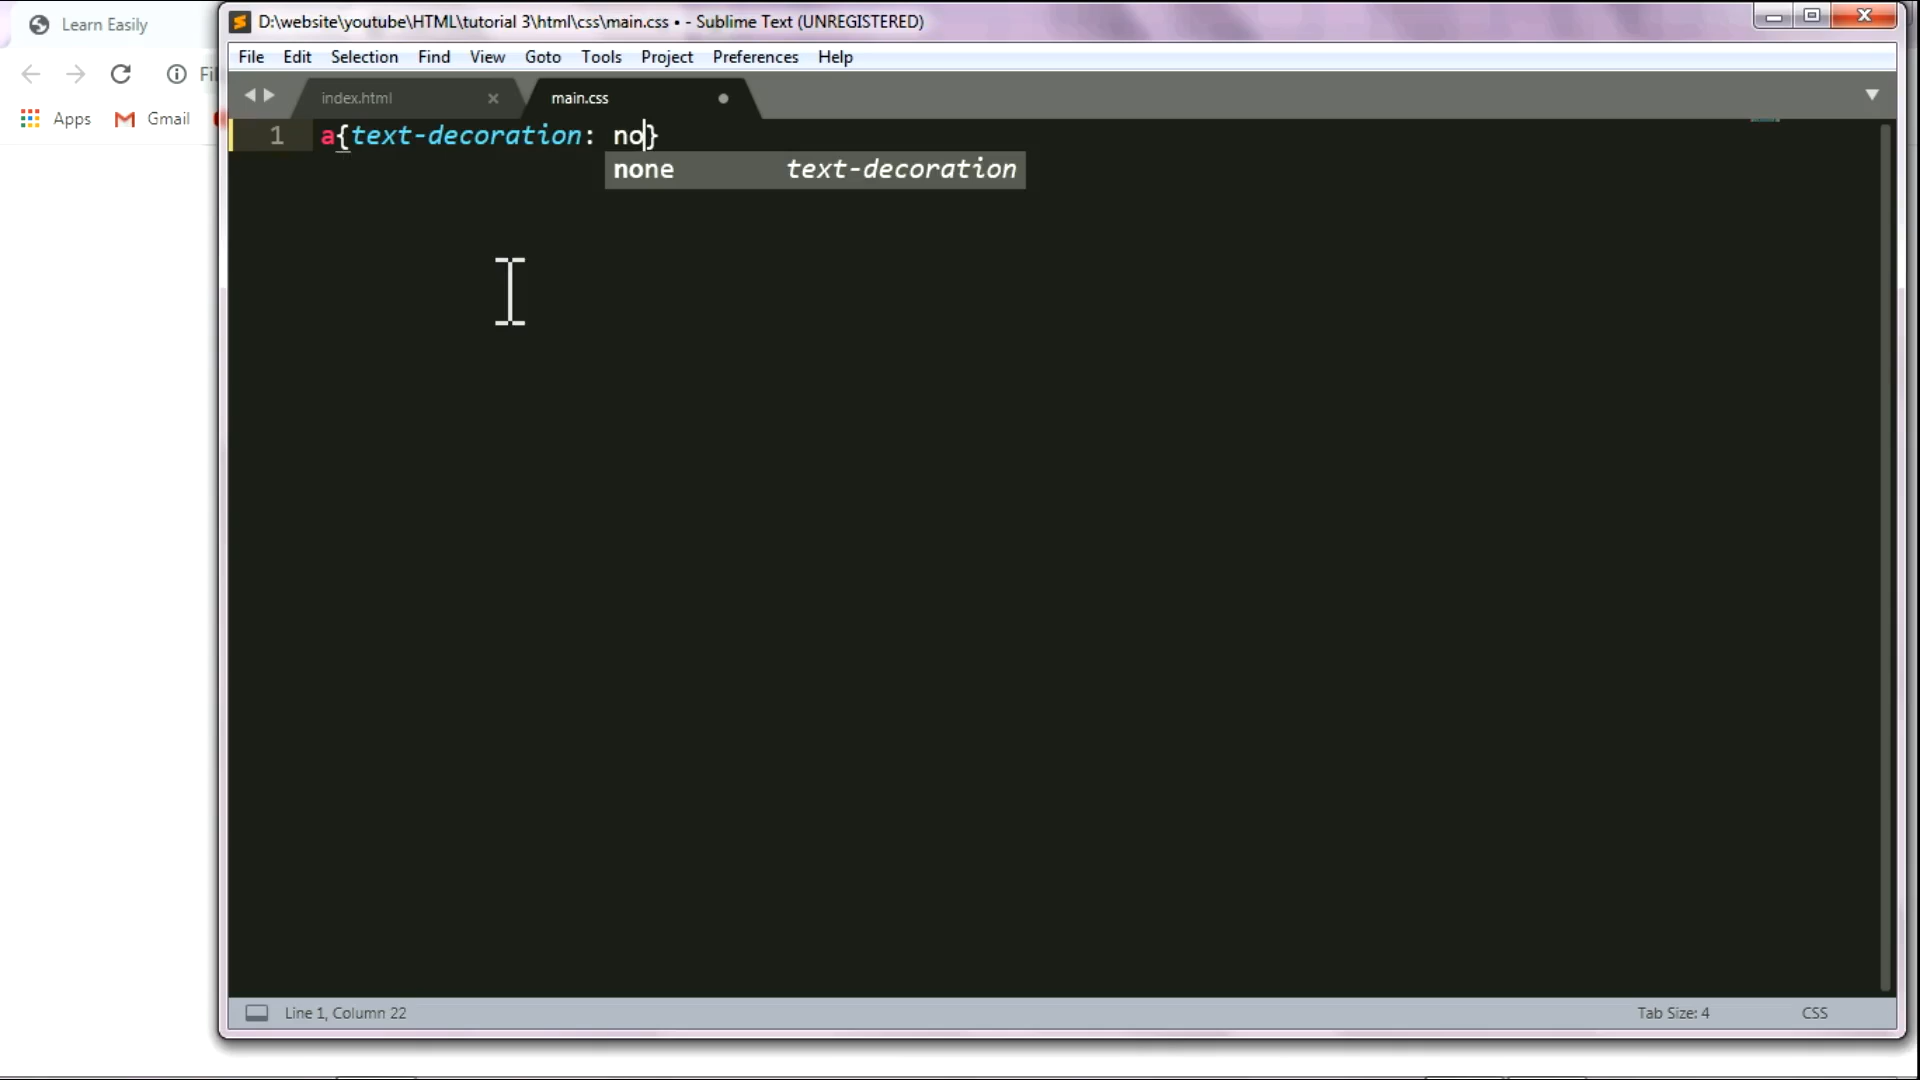 Learn Easily
D:\website\youtube\HTML\tutorial 3\html\css\main.css • - Sublime Text (UNREGISTERED)
File Edit Selection Find View Goto Tools Project Preferences Help
Fil
Apps Gmail
index.html main.css
1 a{text-decoration: no}
none text-decoration
Line 1, Column 22 Tab Size: 4 CSS